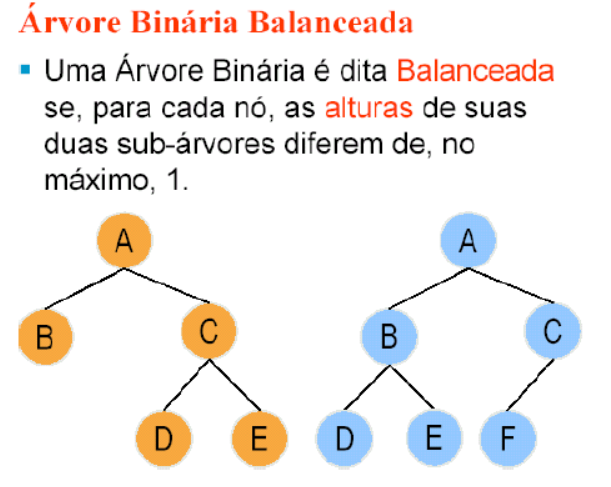 Árvore Binária Balanceada
▪ Uma Árvore Binária é dita Balanceada
se, para cada nó, as alturas de suas
duas sub-árvores diferem de, no
máximo, 1.
A A
B C B C
D E D E F